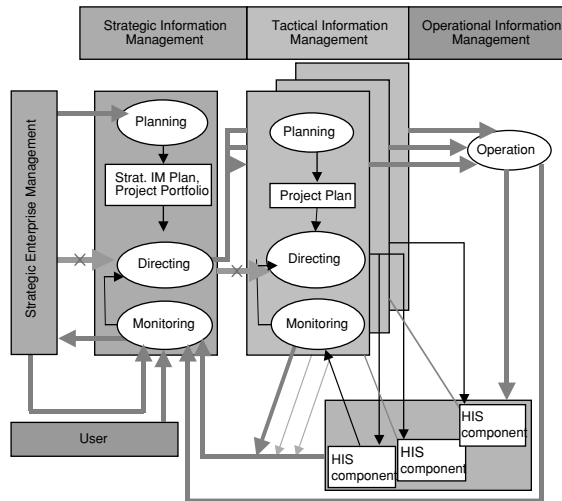 Strategic Information
Management
Tactical Information
Management
Operational Information
Management
Strategic Enterprise Management
Planning
Strat. IM Plan,
Project Portfolio
Directing
Monitoring
Planning
Project Plan
Directing
Monitoring
Operation
User
HIS
component
HIS
component
HIS
component